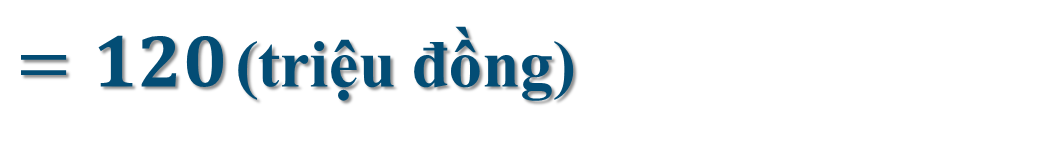 = 120 (triệu đồng)